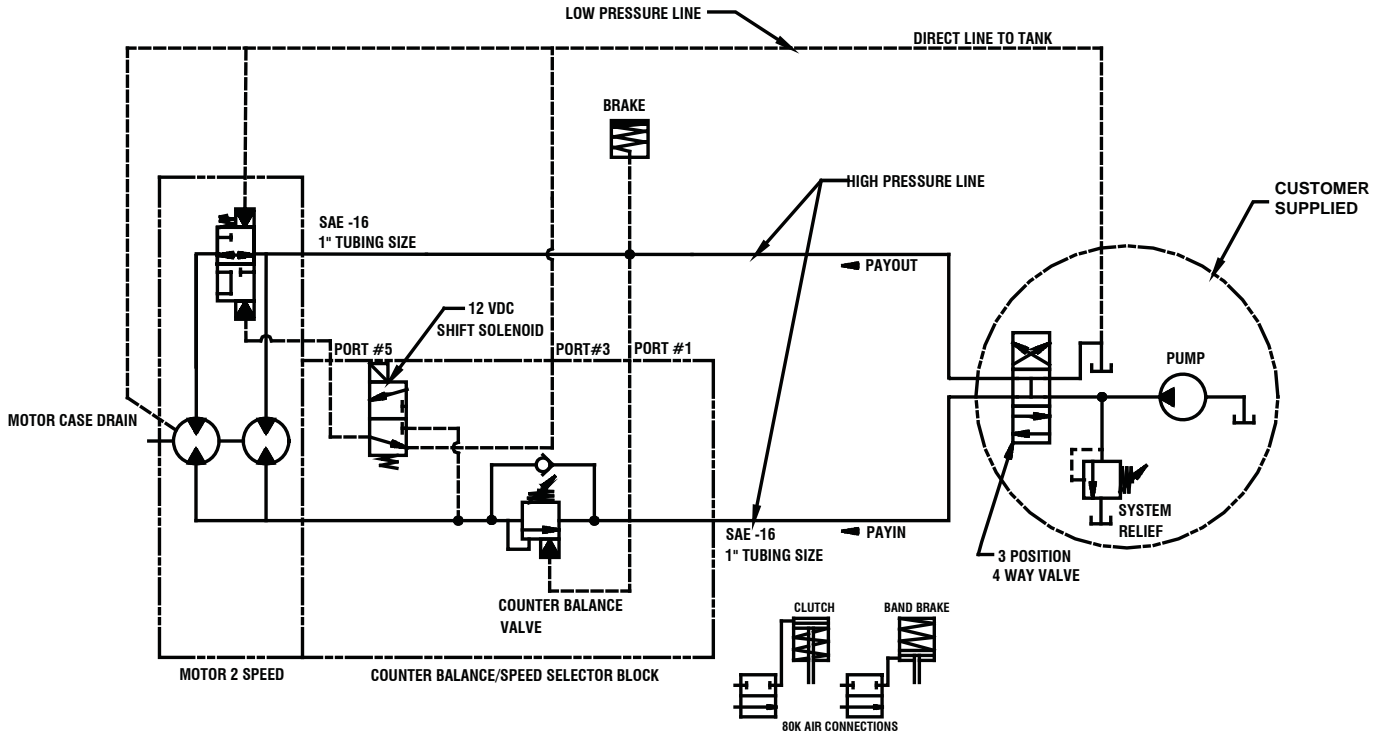 LOW PRESSURE LINE
DIRECT LINE TO TANK
BRAKE
HIGH PRESSURE LINE
CUSTOMER
SUPPLIED
SAE -16
1" TUBING SIZE
PAYOUT
12 VDC
SHIFT SOLENOID
PORT #5
PORT#3
PORT #1
PUMP
MOTOR CASE DRAIN
SYSTEM
RELIEF
SAE -16
1" TUBING SIZE
PAYIN
3 POSITION
4 WAY VALVE
COUNTER BALANCE
VALVE
CLUTCH
BAND BRAKE
MOTOR 2 SPEED
COUNTER BALANCE/SPEED SELECTOR BLOCK
80K AIR CONNECTIONS